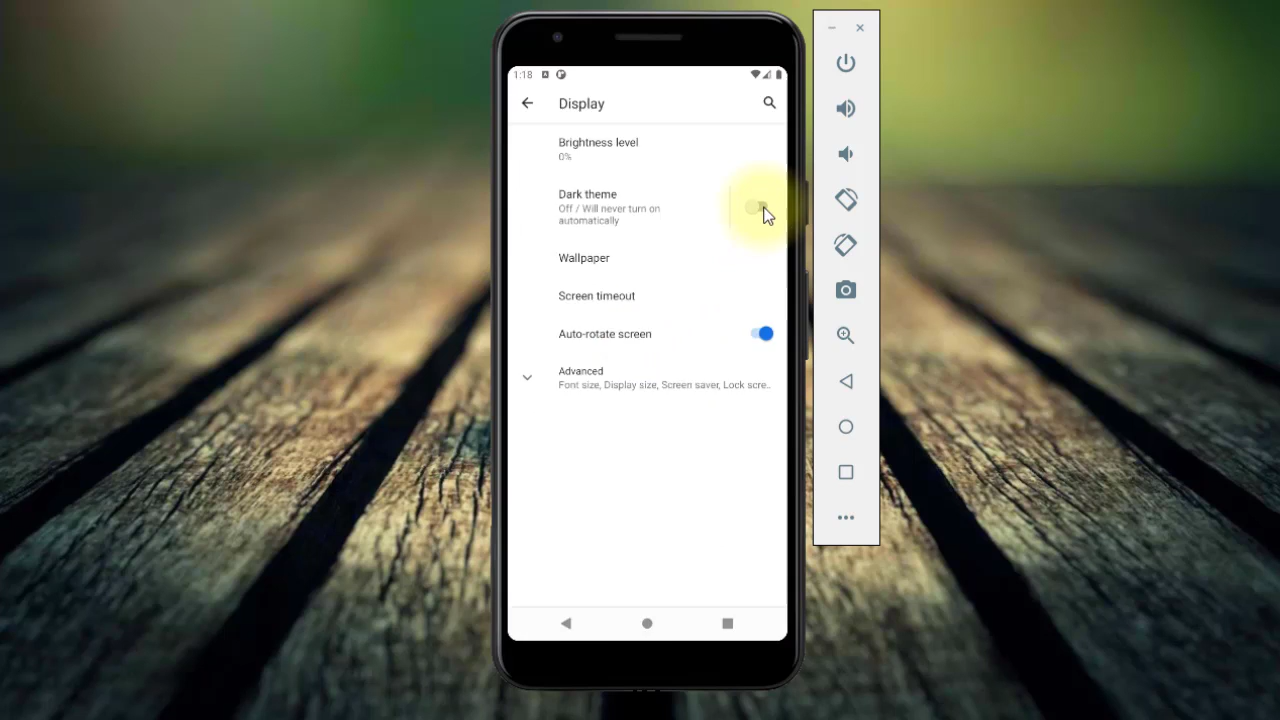 1:18
Display
Brightness level
0%
Dark theme
Off / Will never turn on
automatically
Wallpaper
Screen timeout
Auto-rotate screen
Advanced
Font size, Display size, Screen saver, Lock scre..